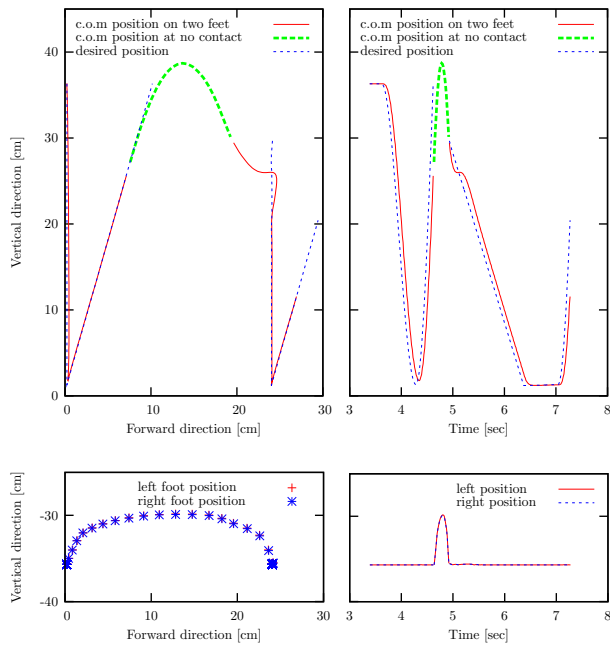 c.o.m position on two feet
c.o.m position at no contact
desired position
Vertical direction [cm]
40
30
20
10
0
0 10 20 30
Forward direction [cm]
c.o.m position on two feet
c.o.m position at no contact
desired position
3 4 5 6 7 8
Time [sec]
left foot position
right foot position
Vertical direction [cm]
-30
-40
0 10 20 30
Forward direction [cm]
left position
right position
3 4 5 6 7 8
Time [sec]